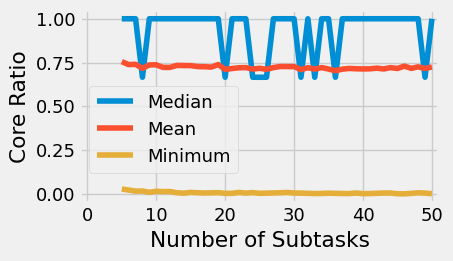 1.00
0.75
0.50
0.25
0.00
Core Ratio
Median
Mean
Minimum
0 10 20 30 40 50
Number of Subtasks